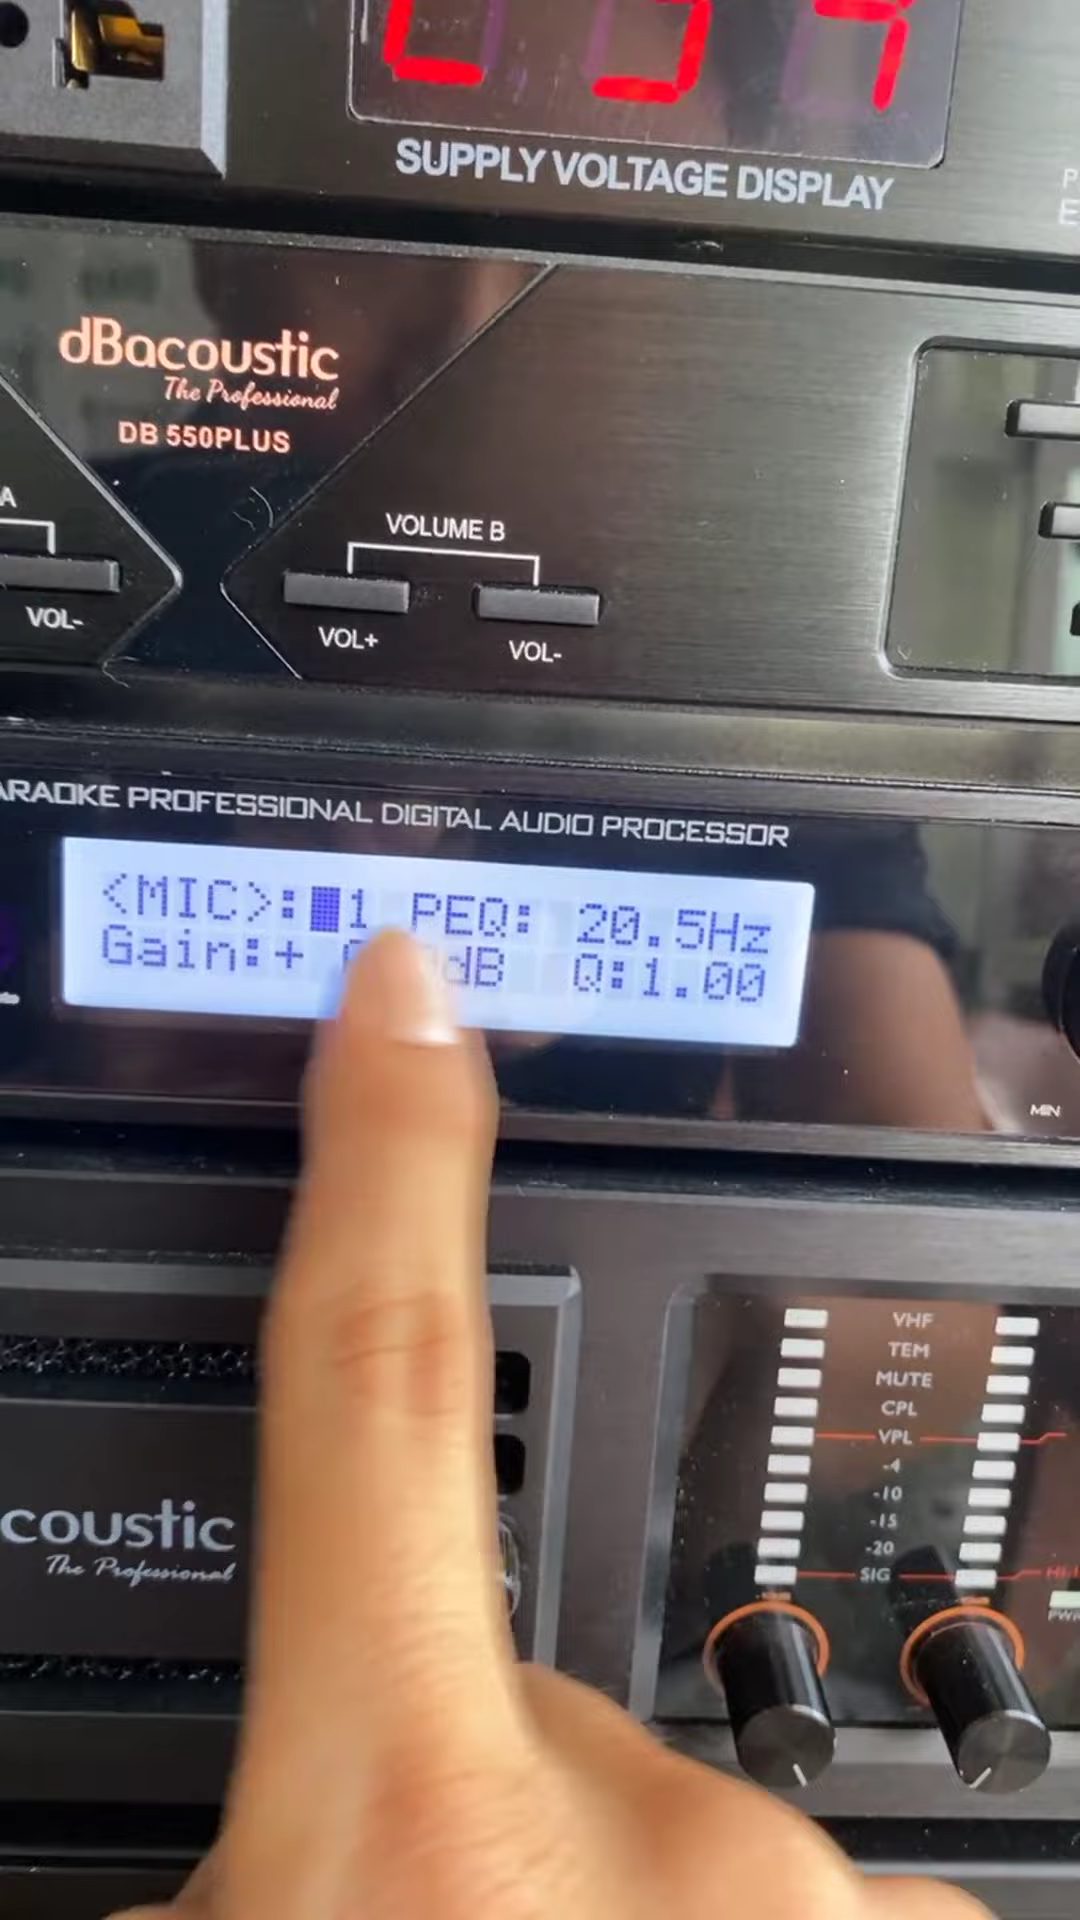 SUPPLY VOLTAGE DISPLAY
dBacoustic
The Professional
DB 550PLUS
A
VOL-
VOLUME B
VOL+
VOL-
ARAOKE PROFESSIONAL DIGITAL AUDIO PROCESSOR
<MIC>: 1 PEQ: 20.5Hz
Gain:+ dB Q:1.00
MIN
coustic
The Professional
VHF
TEM
MUTE
CPL
VPL
-4
-10
-15
-20
SIG